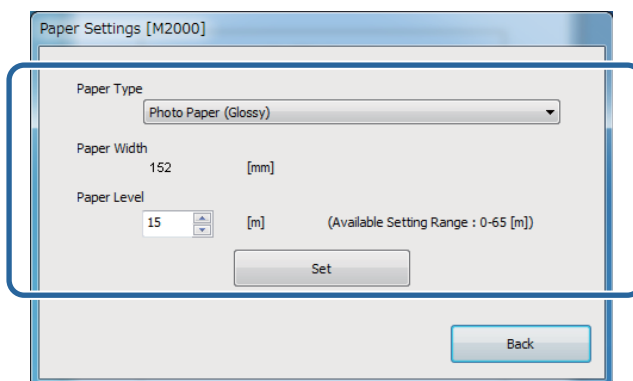 Paper Settings [M2000]
Paper Type
Photo Paper (Glossy)
Paper Width
152 [mm]
Paper Level
15 [m] (Available Setting Range : 0-65 [m])
Set
Back